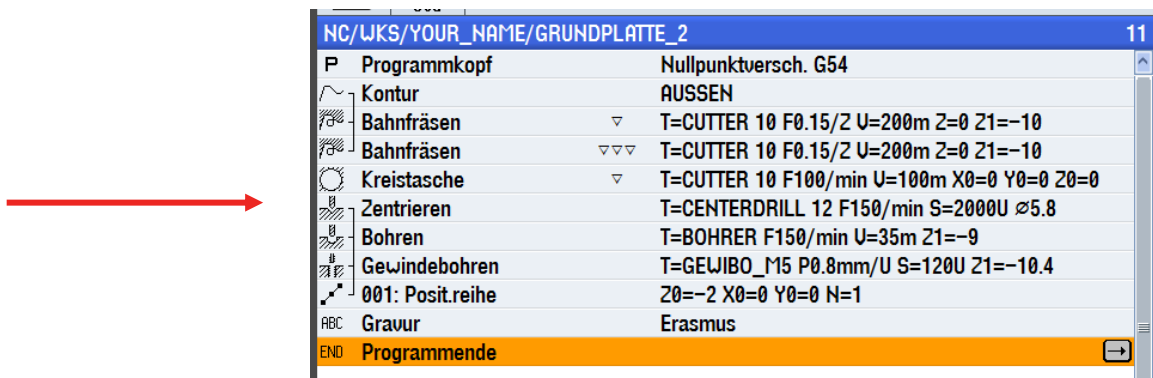 NC/WKS/YOUR_NAME/GRUNDPLATTE_2 11
P Programmkopf Nullpunktversch. G54
Kontur AUSSEN
Bahnfräsen ▽ T=CUTTER 10 F0.15/Z V=200m Z=0 Z1=-10
Bahnfräsen ▽▽▽ T=CUTTER 10 F0.15/Z V=200m Z=0 Z1=-10
Kreistasche ▽ T=CUTTER 10 F100/min V=100m X0=0 Y0=0 Z0=0
Zentrieren T=CENTERDRILL 12 F150/min S=2000U ⌀5.8
Bohren T=BOHRER F150/min V=35m Z1=-9
Gewindebohren T=GEWIBO_M5 P0.8mm/U S=120U Z1=-10.4
001: Posit.reihe Z0=-2 X0=0 Y0=0 N=1
ABC Gravur Erasmus
END Programmende